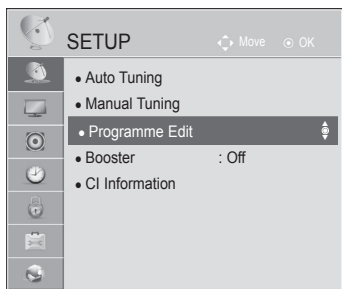 SETUP
Move OK
• Auto Tuning
• Manual Tuning
• Programme Edit
• Booster : Off
• CI Information